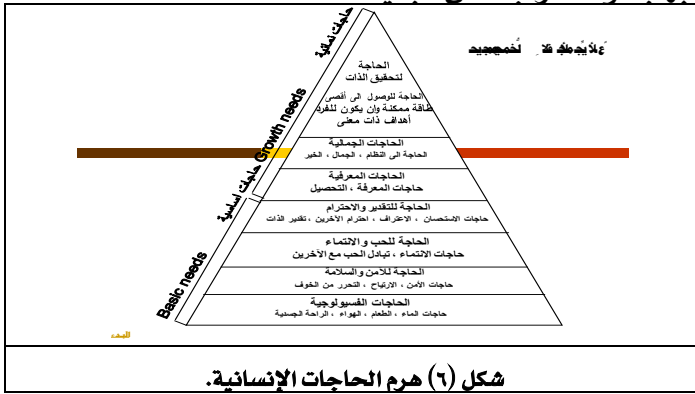 حاجات نمائية
Growth needs
حاجات اساسية
Basic needs
الحاجة
لتحقيق الذات
الحاجة للوصول الى أقصى
طاقة ممكنة وان يكون للفرد
أهداف ذات معنى
الحاجات الجمالية
الحاجة الى النظام ، الجمال ، الخير
الحاجات المعرفية
حاجات المعرفة ، التحصيل
الحاجة للتقدير والاحترام
حاجات الاستحسان ، الاعتراف ، احترام الآخرين ، تقدير الذات
الحاجة للحب و الانتماء
حاجات الانتماء ، تبادل الحب مع الآخرين
الحاجة للأمن والسلامة
حاجات الأمن ، الارتياح ، التحرر من الخوف
الحاجات الفسيولوجية
حاجات الماء ، الطعام ، الهواء ، الراحة الجسدية
شكل (٦) هرم الحاجات الإنسانية.